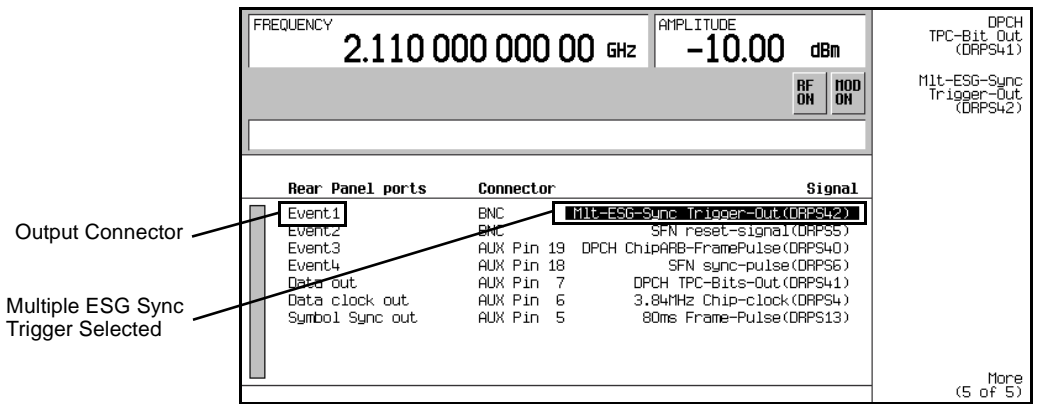 FREQUENCY
2.110 000 000 00 GHz
AMPLITUDE
-10.00 dBm
RF ON
MOD ON
DPCH
TPC-Bit Out
(DRPS41)
Mlt-ESG-Sync
Trigger-Out
(DRPS42)
Rear Panel ports Connector Signal
Event1 BNC Mlt-ESG-Sync Trigger-Out(DRPS42)
Event2 BNC SFN reset-signal(DRPS5)
Event3 AUX Pin 19 DPCH ChipARB-FramePulse(DRPS40)
Event4 AUX Pin 18 SFN sync-pulse(DRPS6)
Data out AUX Pin 7 DPCH TPC-Bits-Out(DRPS41)
Data clock out AUX Pin 6 3.84MHz Chip-clock(DRPS4)
Symbol Sync out AUX Pin 5 80ms Frame-Pulse(DRPS13)
More
(5 of 5)
Output Connector
Multiple ESG Sync
Trigger Selected